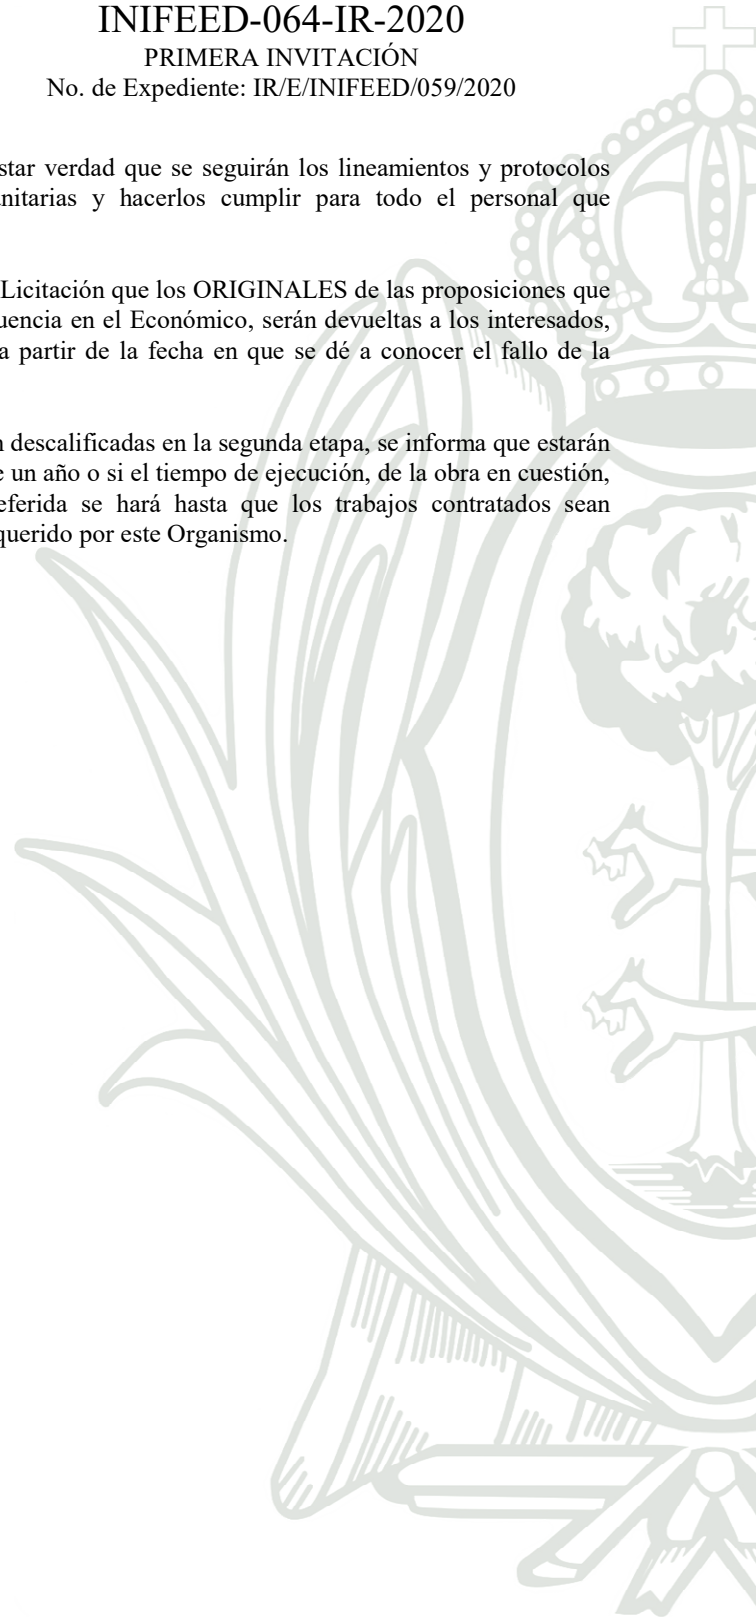 INIFEED-064-IR-2020
PRIMERA INVITACIÓN
No. de Expediente: IR/E/INIFEED/059/2020
star verdad que se seguirán los lineamientos y protocolos
nitarias y hacerlos cumplir para todo el personal que
Licitación que los ORIGINALES de las proposiciones que
uencia en el Económico, serán devueltas a los interesados,
a partir de la fecha en que se dé a conocer el fallo de la
n descalificadas en la segunda etapa, se informa que estarán
e un año o si el tiempo de ejecución, de la obra en cuestión,
eferida se hará hasta que los trabajos contratados sean
querido por este Organismo.